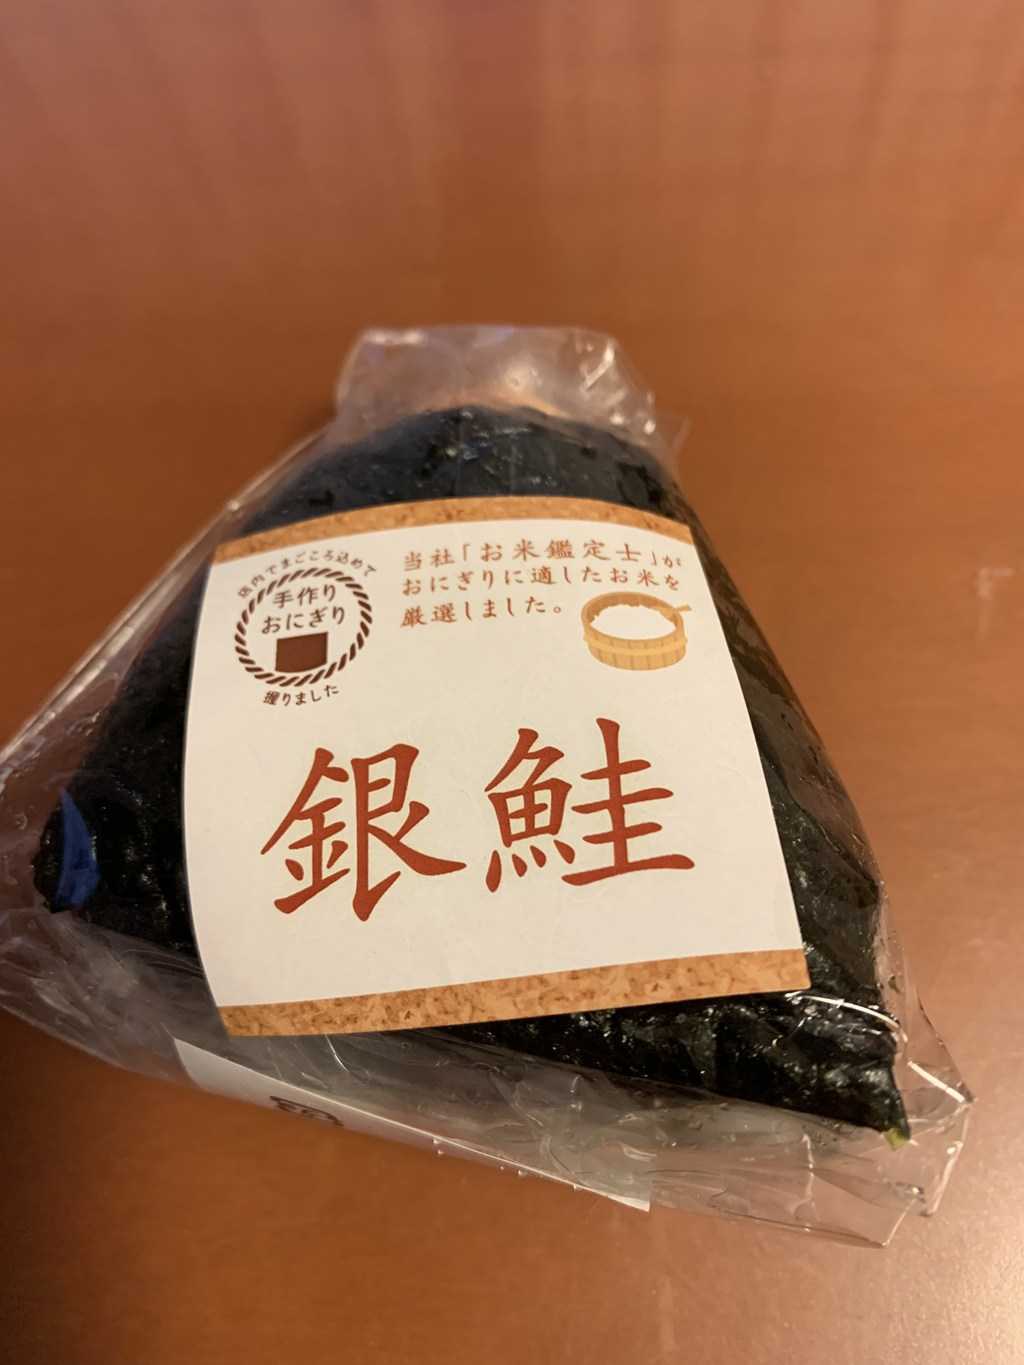 店内でまごころ込めて
手作り
おにぎり
握りました
当社「お米鑑定士」が
おにぎりに適したお米を
厳選しました。
銀鮭